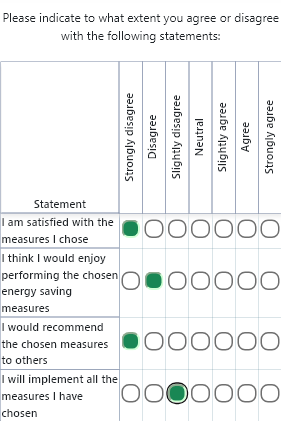 Please indicate to what extent you agree or disagree
with the following statements:
Statement
Strongly disagree
Disagree
Slightly disagree
Neutral
Slightly agree
Agree
Strongly agree
I am satisfied with the
measures I chose
I think I would enjoy
performing the chosen
energy saving
measures
I would recommend
the chosen measures
to others
I will implement all the
measures I have
chosen